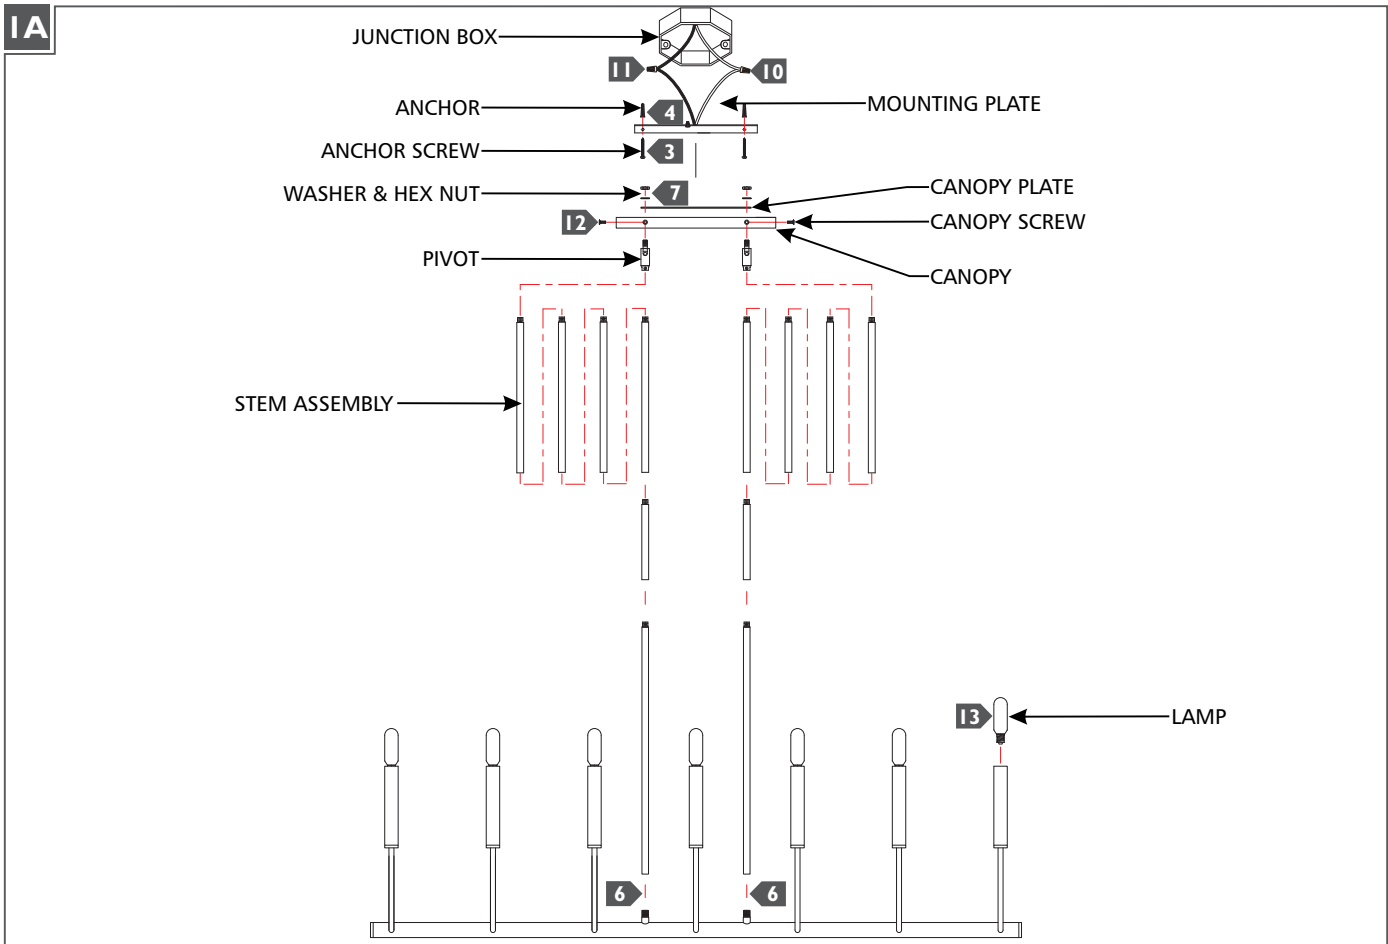 1A
JUNCTION BOX
11
10
ANCHOR
4
MOUNTING PLATE
ANCHOR SCREW
3
WASHER & HEX NUT
7
CANOPY PLATE
12
CANOPY SCREW
PIVOT
CANOPY
STEM ASSEMBLY
13
LAMP
6
6